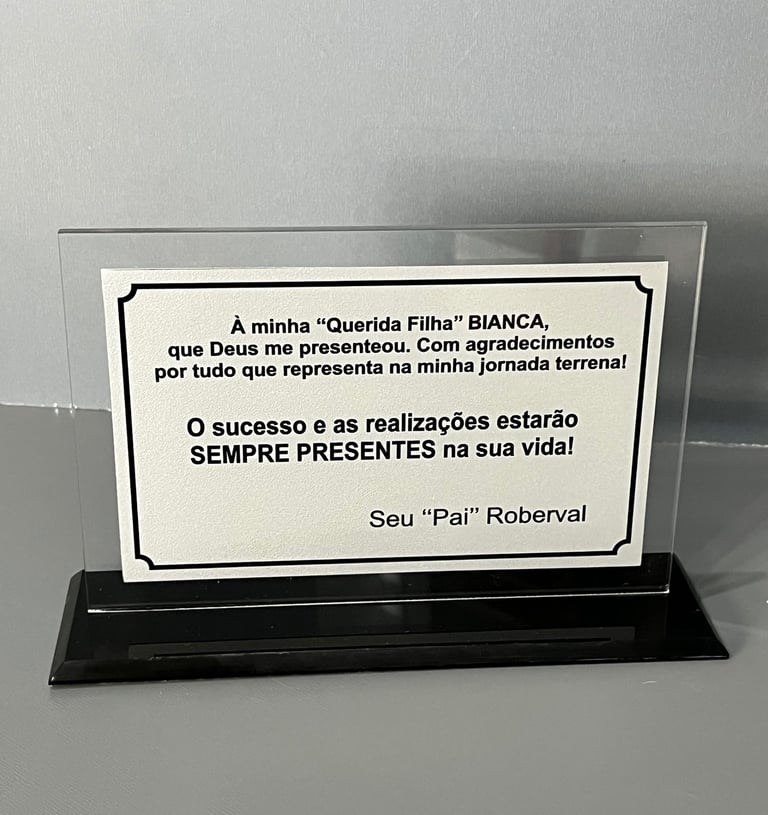 À minha “Querida Filha” BIANCA,
que Deus me presenteou. Com agradecimentos
por tudo que representa na minha jornada terrena!
O sucesso e as realizações estarão
SEMPRE PRESENTES na sua vida!
Seu “Pai” Roberval